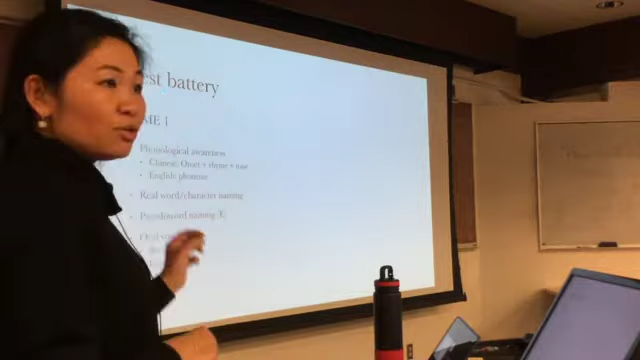 est battery
ME 1
Phonological awareness
• Chinese: Onset + rhyme + tone
• English: phoneme
• Real word/character naming
• Pseudoword naming (E)